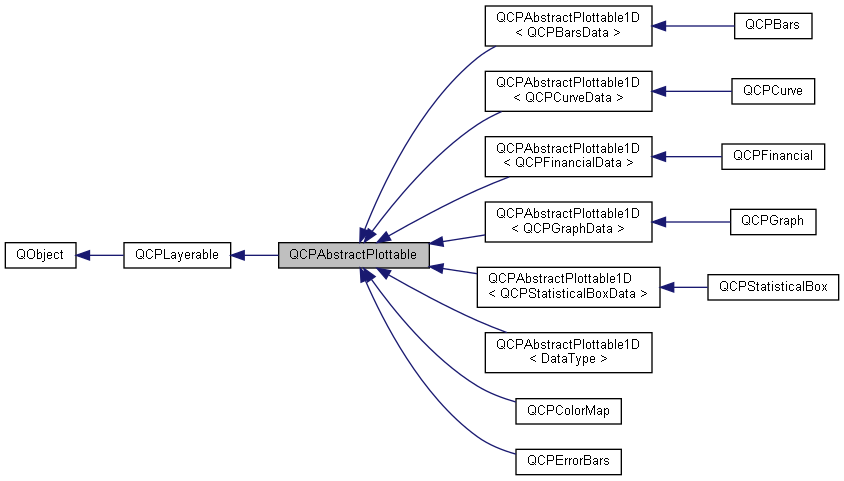 QCPAbstractPlottable1D
< QCPBarsData >
QCPBars
QCPAbstractPlottable1D
< QCPCurveData >
QCPCurve
QCPAbstractPlottable1D
< QCPFinancialData >
QCPFinancial
QCPAbstractPlottable1D
< QCPGraphData >
QCPGraph
QObject
QCPLayerable
QCPAbstractPlottable
QCPAbstractPlottable1D
< QCPStatisticalBoxData >
QCPStatisticalBox
QCPAbstractPlottable1D
< DataType >
QCPColorMap
QCPErrorBars